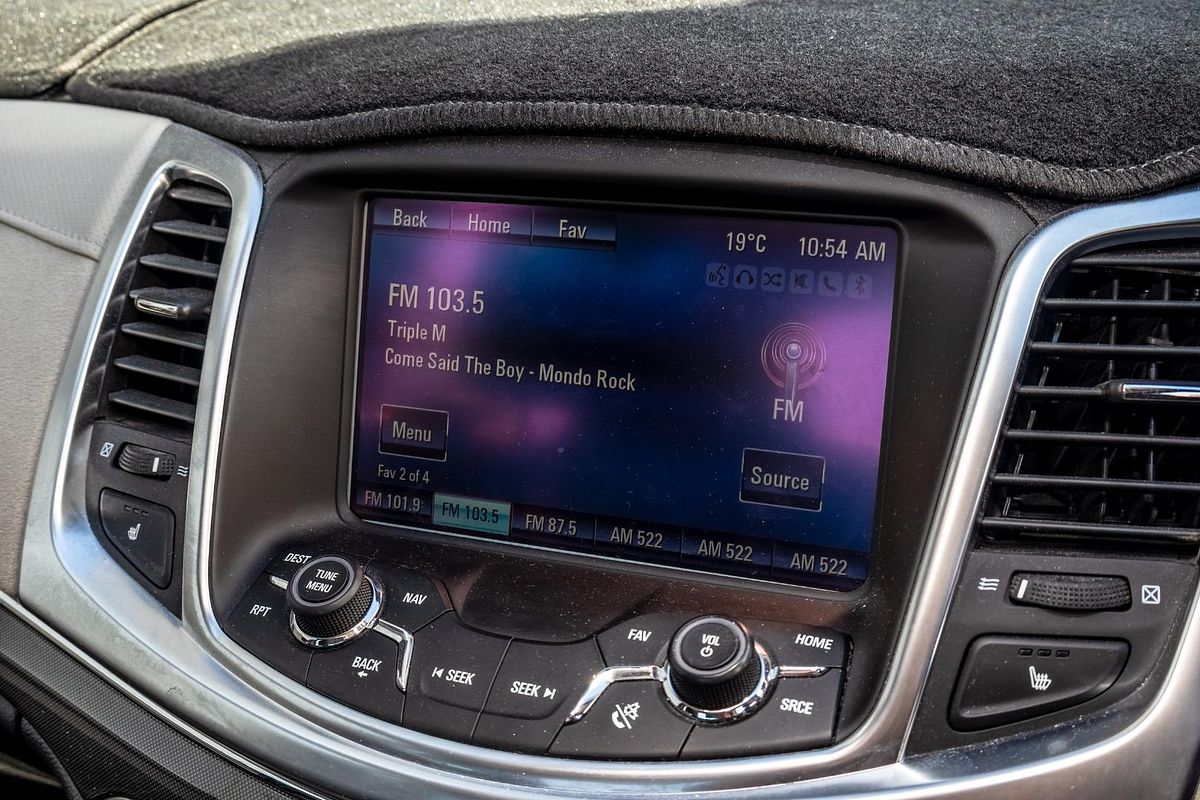 Back Home Fav 19°C 10:54 AM
FM 103.5
Triple M
Come Said The Boy - Mondo Rock
FM
Menu
Source
Fav 2 of 4
FM 101.9 FM 103.5 FM 87.5 AM 522 AM 522 AM 522
DEST
TUNE
MENU
NAV
RPT
BACK
SEEK
SEEK
FAV
VOL
HOME
SRCE